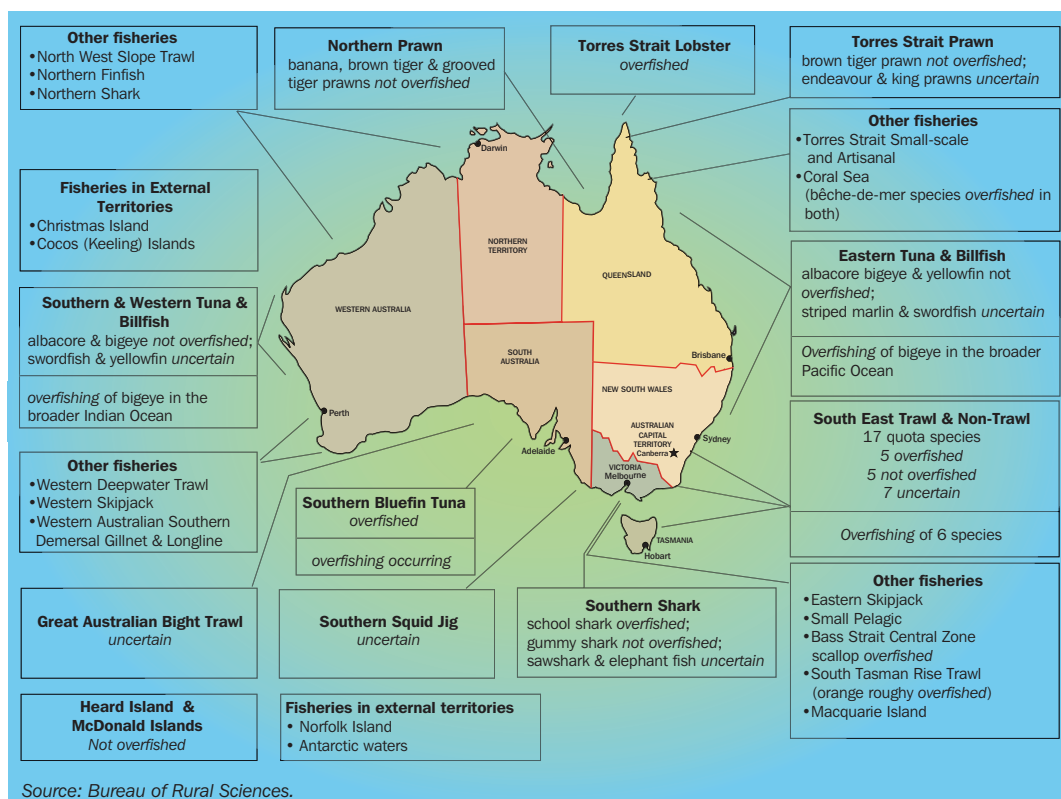 Other fisheries
•North West Slope Trawl
•Northern Finfish
•Northern Shark
Northern Prawn
banana, brown tiger & grooved
tiger prawns not overfished
Torres Strait Lobster
overfished
Torres Strait Prawn
brown tiger prawn not overfished;
endeavour & king prawns uncertain
Other fisheries
•Torres Strait Small-scale
and Artisanal
•Coral Sea
(bêche-de-mer species overfished in
both)
Fisheries in External
Territories
•Christmas Island
•Cocos (Keeling) Islands
Eastern Tuna & Billfish
albacore bigeye & yellowfin not
overfished;
striped marlin & swordfish uncertain
Overfishing of bigeye in the broader
Pacific Ocean
Southern & Western Tuna &
Billfish
albacore & bigeye not overfished;
swordfish & yellowfin uncertain
overfishing of bigeye in the
broader Indian Ocean
Darwin
NORTHERN
TERRITORY
QUEENSLAND
WESTERN AUSTRALIA
SOUTH
AUSTRALIA
Brisbane
NEW SOUTH WALES
Perth
AUSTRALIAN
CAPITAL
TERRITORY
Canberra
Sydney
Adelaide
VICTORIA
Melbourne
TASMANIA
Hobart
South East Trawl & Non-Trawl
17 quota species
5 overfished
5 not overfished
7 uncertain
Overfishing of 6 species
Other fisheries
•Western Deepwater Trawl
•Western Skipjack
•Western Australian Southern
Demersal Gillnet & Longline
Southern Bluefin Tuna
overfished
overfishing occurring
Great Australian Bight Trawl
uncertain
Southern Squid Jig
uncertain
Southern Shark
school shark overfished;
gummy shark not overfished;
sawshark & elephant fish uncertain
Other fisheries
•Eastern Skipjack
•Small Pelagic
•Bass Strait Central Zone
scallop overfished
•South Tasman Rise Trawl
(orange roughy overfished)
•Macquarie Island
Heard Island &
McDonald Islands
Not overfished
Fisheries in external territories
• Norfolk Island
• Antarctic waters
Source: Bureau of Rural Sciences.